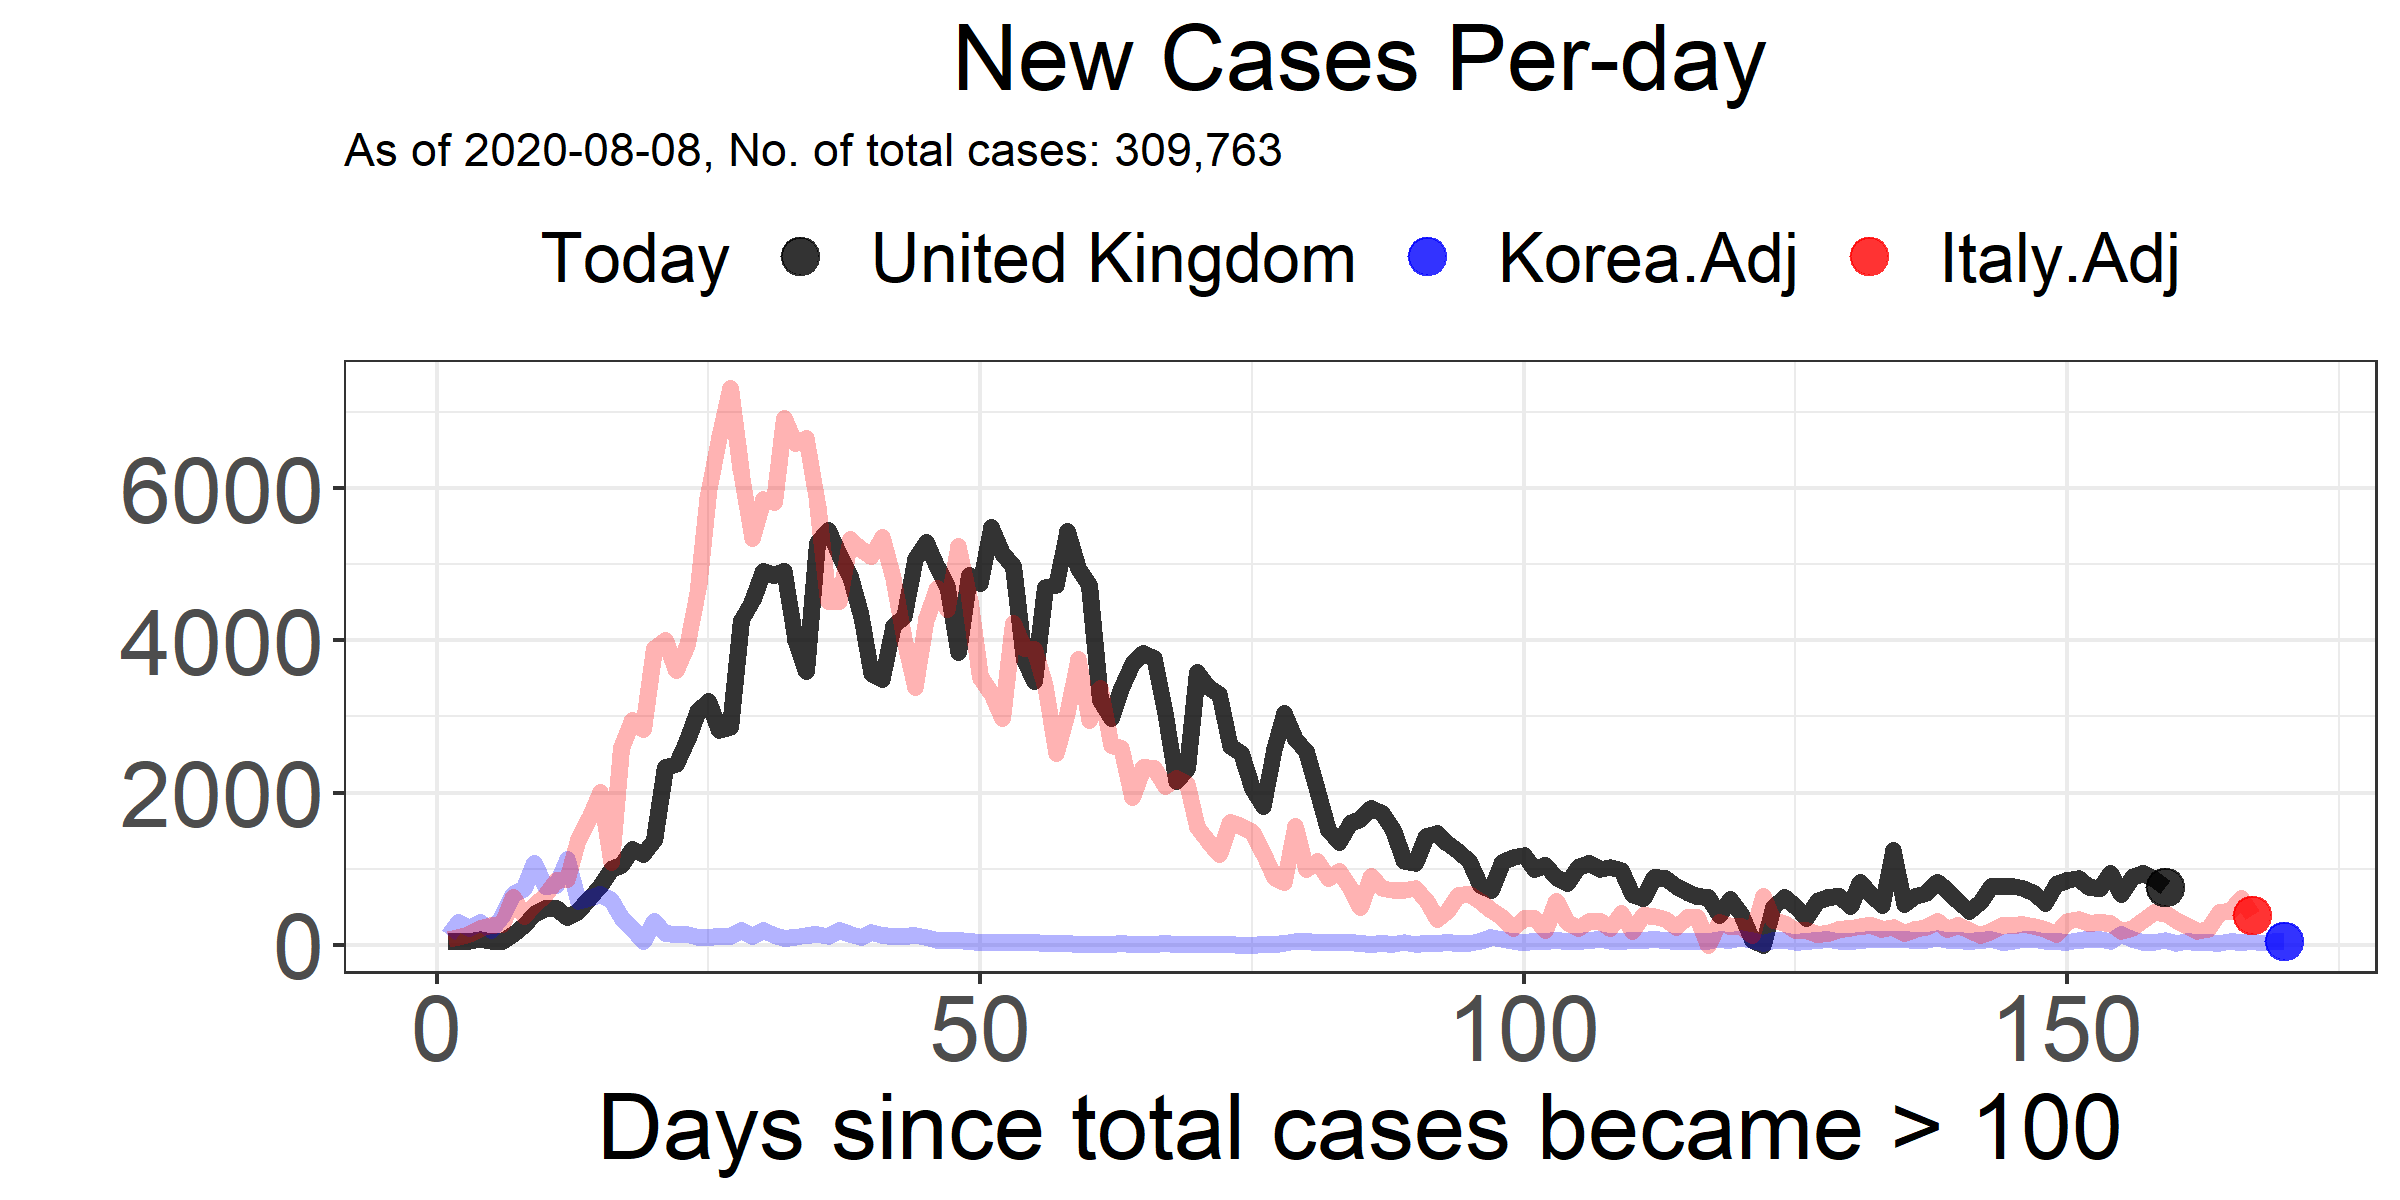 New Cases Per-day
As of 2020-08-08, No. of total cases: 309,763
Today United Kingdom Korea.Adj Italy.Adj
6000
4000
2000
0
0 50 100 150
Days since total cases became > 100